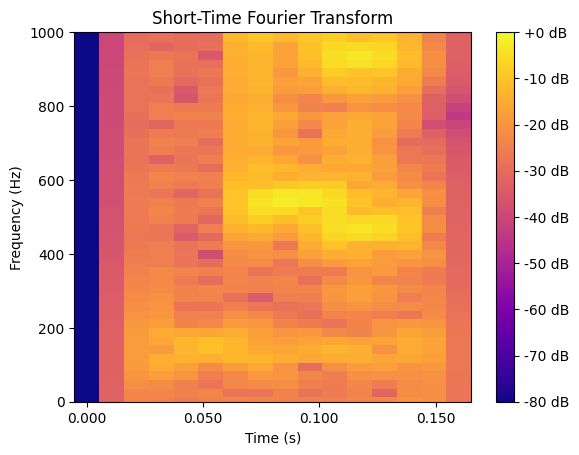 Short-Time Fourier Transform
1000
800
600
400
200
0
Frequency (Hz)
0.000
0.050
0.100
0.150
Time (s)
+0 dB
-10 dB
-20 dB
-30 dB
-40 dB
-50 dB
-60 dB
-70 dB
-80 dB